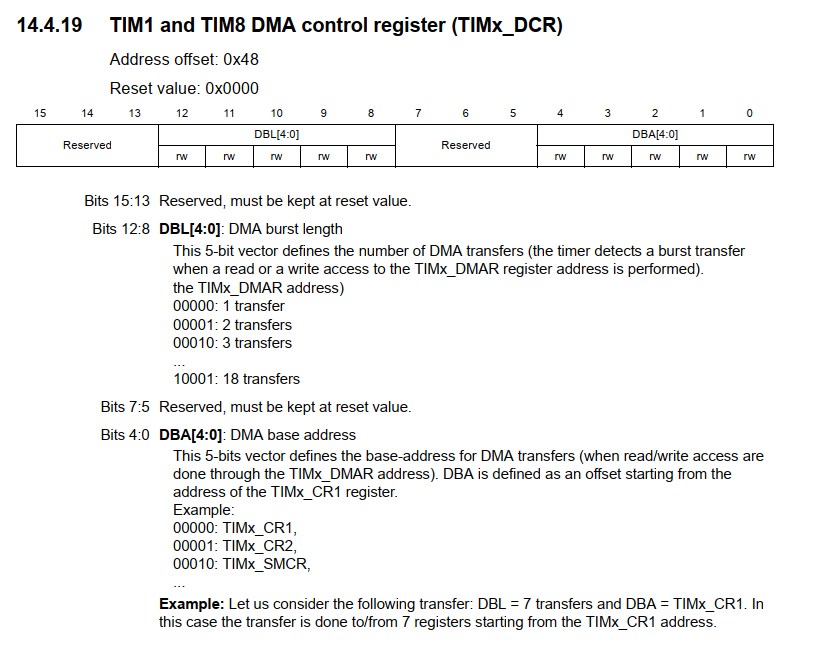 14.4.19 TIM1 and TIM8 DMA control register (TIMx_DCR)
Address offset: 0x48
Reset value: 0x0000
15 14 13 12 11 10 9 8 7 6 5 4 3 2 1 0
Reserved DBL[4:0] Reserved DBA[4:0]
rw rw rw rw rw rw rw rw rw rw
Bits 15:13 Reserved, must be kept at reset value.
Bits 12:8 DBL[4:0]: DMA burst length
This 5-bit vector defines the number of DMA transfers (the timer detects a burst transfer
when a read or a write access to the TIMx_DMAR register address is performed).
the TIMx_DMAR address)
00000: 1 transfer
00001: 2 transfers
00010: 3 transfers
...
10001: 18 transfers
Bits 7:5 Reserved, must be kept at reset value.
Bits 4:0 DBA[4:0]: DMA base address
This 5-bits vector defines the base-address for DMA transfers (when read/write access are
done through the TIMx_DMAR address). DBA is defined as an offset starting from the
address of the TIMx_CR1 register.
Example:
00000: TIMx_CR1,
00001: TIMx_CR2,
00010: TIMx_SMCR,
...
Example: Let us consider the following transfer: DBL = 7 transfers and DBA = TIMx_CR1. In
this case the transfer is done to/from 7 registers starting from the TIMx_CR1 address.